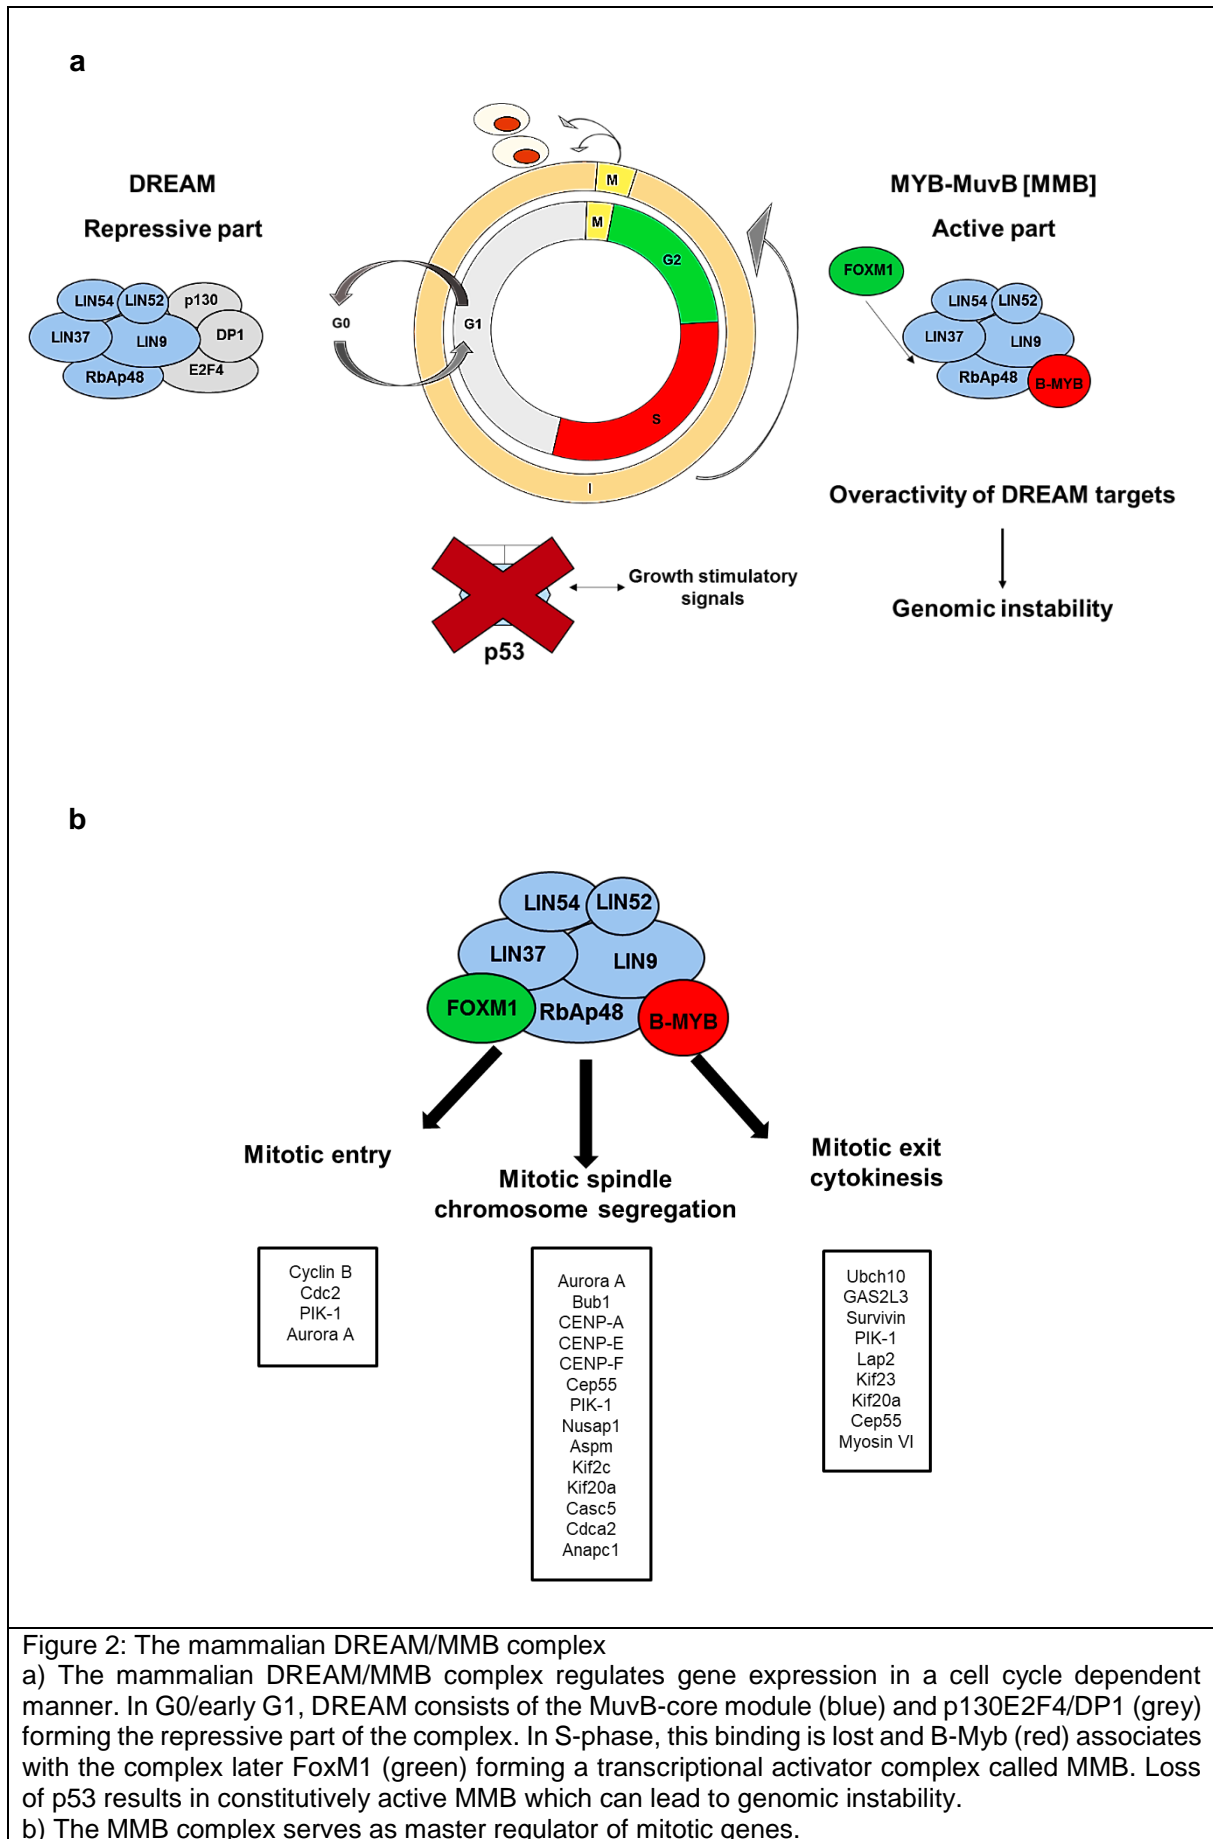 a
DREAM
Repressive part
MYB-MuvB [MMB]
Active part
M
M
G2
G1
G0
S
I
LIN54
LIN52
p130
LIN37
LIN9
DP1
RbAp48
E2F4
FOXM1
LIN54
LIN52
LIN37
LIN9
RbAp48
B-MYB
Overactivity of DREAM targets
Genomic instability
Growth stimulatory
signals
p53
b
LIN54
LIN52
LIN37
LIN9
FOXM1
RbAp48
B-MYB
Mitotic entry
Mitotic spindle
chromosome segregation
Mitotic exit
cytokinesis
Cyclin B
Cdc2
PIK-1
Aurora A
Aurora A
Bub1
CENP-A
CENP-E
CENP-F
Cep55
PIK-1
Nusap1
Aspm
Kif2c
Kif20a
Casc5
Cdca2
Anapc1
Ubch10
GAS2L3
Survivin
PIK-1
Lap2
Kif23
Kif20a
Cep55
Myosin VI
Figure 2: The mammalian DREAM/MMB complex
a) The mammalian DREAM/MMB complex regulates gene expression in a cell cycle dependent
manner. In G0/early G1, DREAM consists of the MuvB-core module (blue) and p130E2F4/DP1 (grey)
forming the repressive part of the complex. In S-phase, this binding is lost and B-Myb (red) associates
with the complex later FoxM1 (green) forming a transcriptional activator complex called MMB. Loss
of p53 results in constitutively active MMB which can lead to genomic instability.
b) The MMB complex serves as master regulator of mitotic genes.